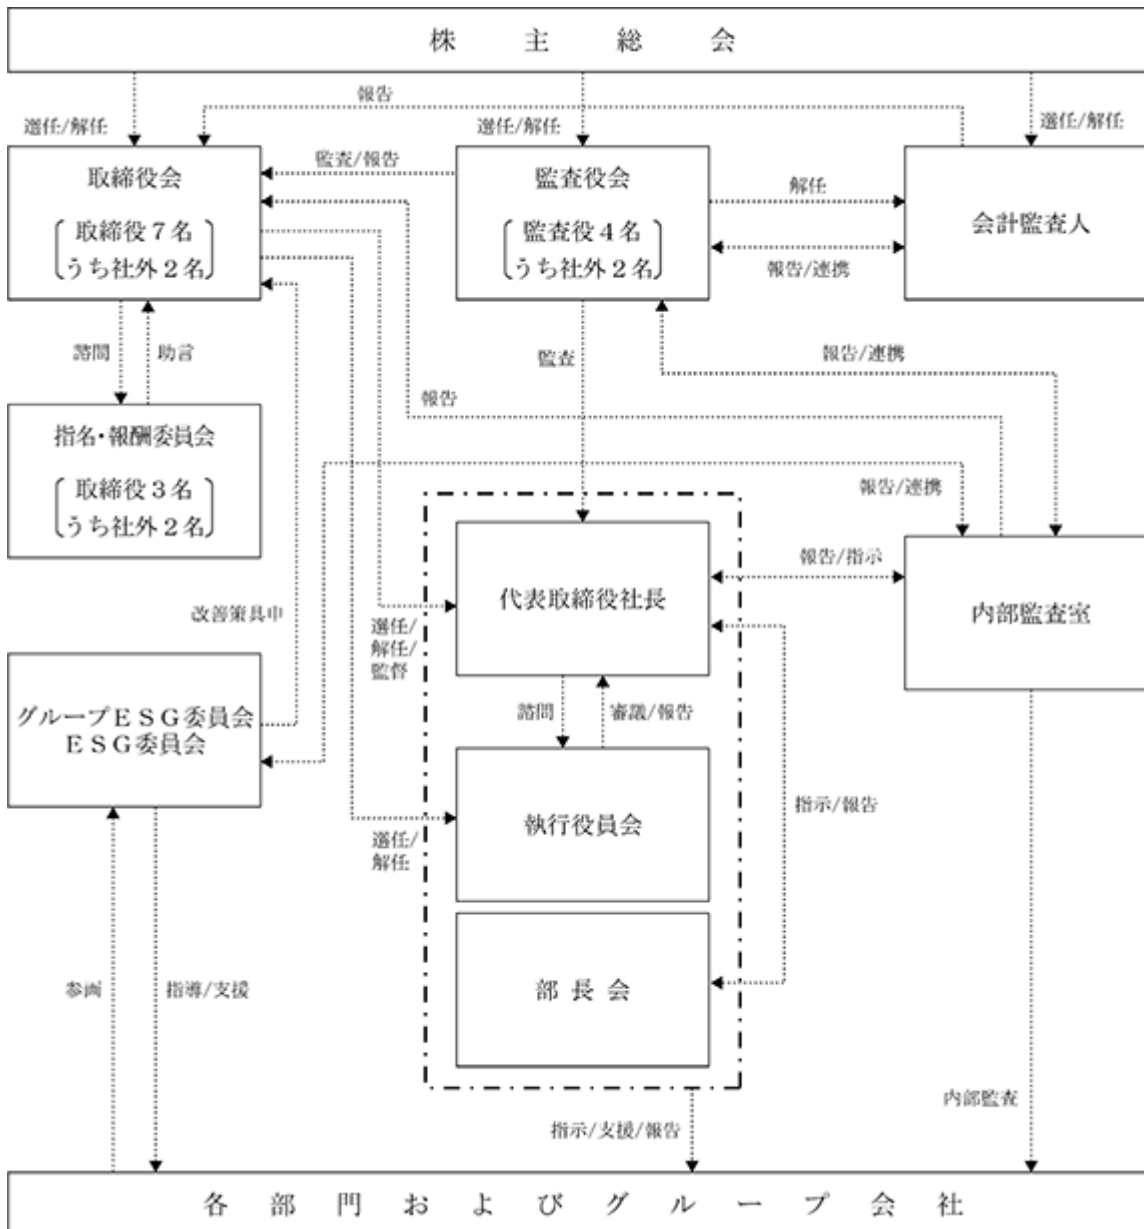 株主総会
報告
選任/解任
選任/解任
選任/解任
取締役会
取締役7名
うち社外2名
監査/報告
監査役会
監査役4名
うち社外2名
解任
報告/連携
会計監査人
諮問
助言
監査
報告/連携
報告
指名・報酬委員会
取締役3名
うち社外2名
報告/連携
代表取締役社長
報告/指示
内部監査室
改善策具申
選任/
解任/
監督
グループESG委員会
ESG委員会
諮問
審議/報告
指示/報告
執行役員会
選任/
解任
部長会
参画
指導/支援
内部監査
指示/支援/報告
各部門およびグループ会社